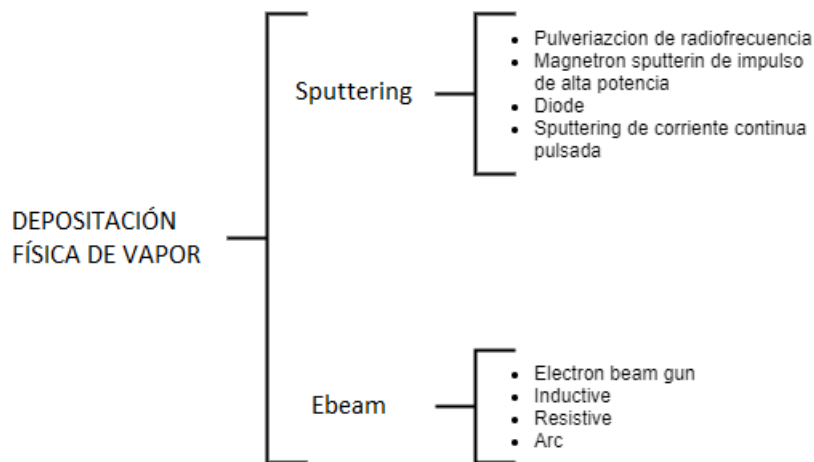 DEPOSITACIÓN
FÍSICA DE VAPOR
Sputtering
• Pulveriazcion de radiofrecuencia
• Magnetron sputterin de impulso
de alta potencia
• Diode
• Sputtering de corriente continua
pulsada
Ebeam
• Electron beam gun
• Inductive
• Resistive
• Arc